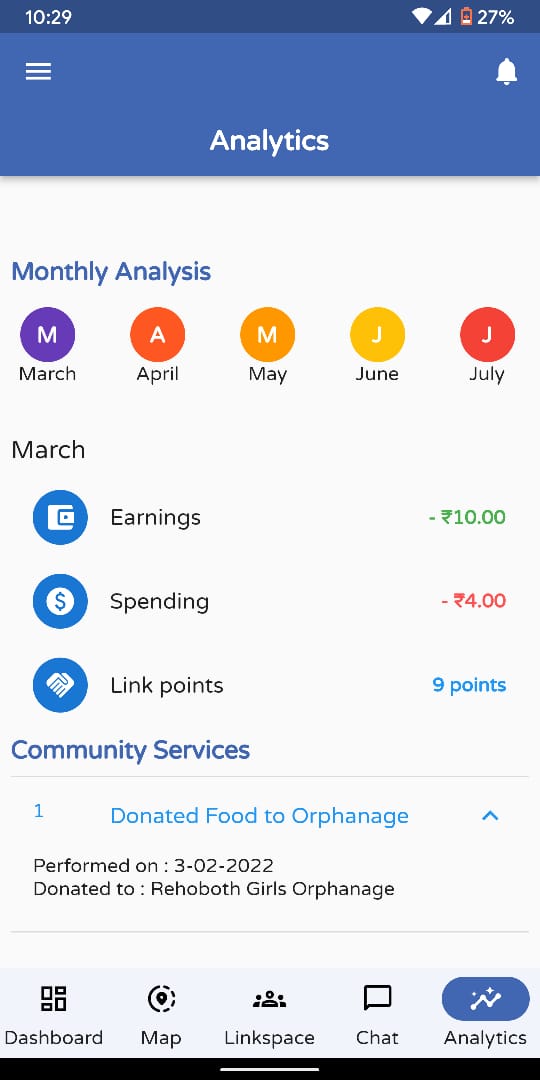 10:29
27%
Analytics
Monthly Analysis
M A M J J
March April May June July
March
Earnings - ₹10.00
Spending - ₹4.00
Link points 9 points
Community Services
1 Donated Food to Orphanage
Performed on : 3-02-2022
Donated to : Rehoboth Girls Orphanage
Dashboard Map Linkspace Chat Analytics